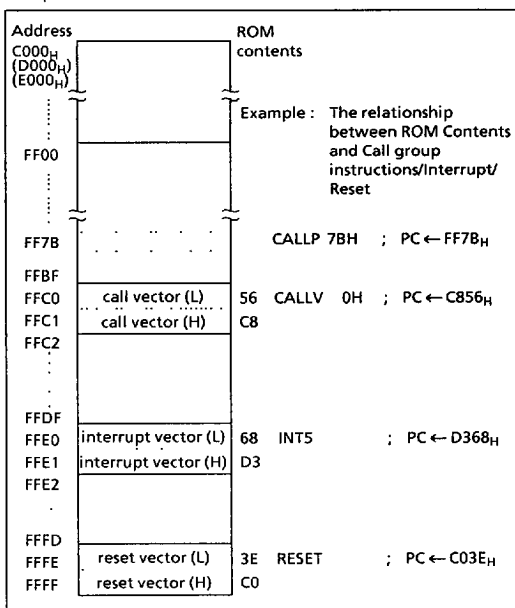 Address ROM
C000H contents
(D000H)
(E000H)
Example : The relationship
between ROM Contents
and Call group
instructions/Interrupt/
Reset
FF00
FF7B CALLP 7BH ; PC ← FF7BH
FFBF
FFC0 call vector (L) 56 CALLV 0H ; PC ← C856H
FFC1 call vector (H) C8
FFC2
FFDF
FFE0 interrupt vector (L) 68 INT5 ; PC ← D368H
FFE1 interrupt vector (H) D3
FFE2
FFFD
FFFE reset vector (L) 3E RESET ; PC ← C03EH
FFFF reset vector (H) C0